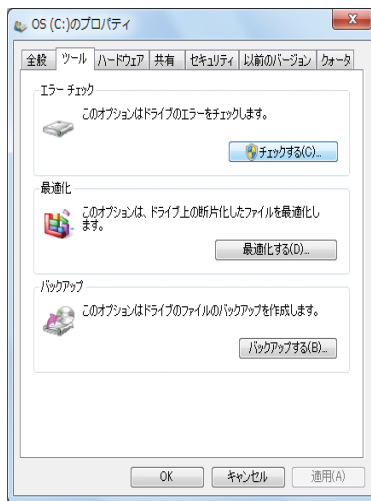 OS (C:)のプロパティ
全般 ツール ハードウェア 共有 セキュリティ 以前のバージョン クォータ
エラー チェック
このオプションはドライブのエラーをチェックします。
チェックする(C)...
最適化
このオプションは、ドライブ上の断片化したファイルを最適化し
ます。
最適化する(D)...
バックアップ
このオプションはドライブのファイルのバックアップを作成します。
バックアップする(B)...
OK キャンセル 適用(A)